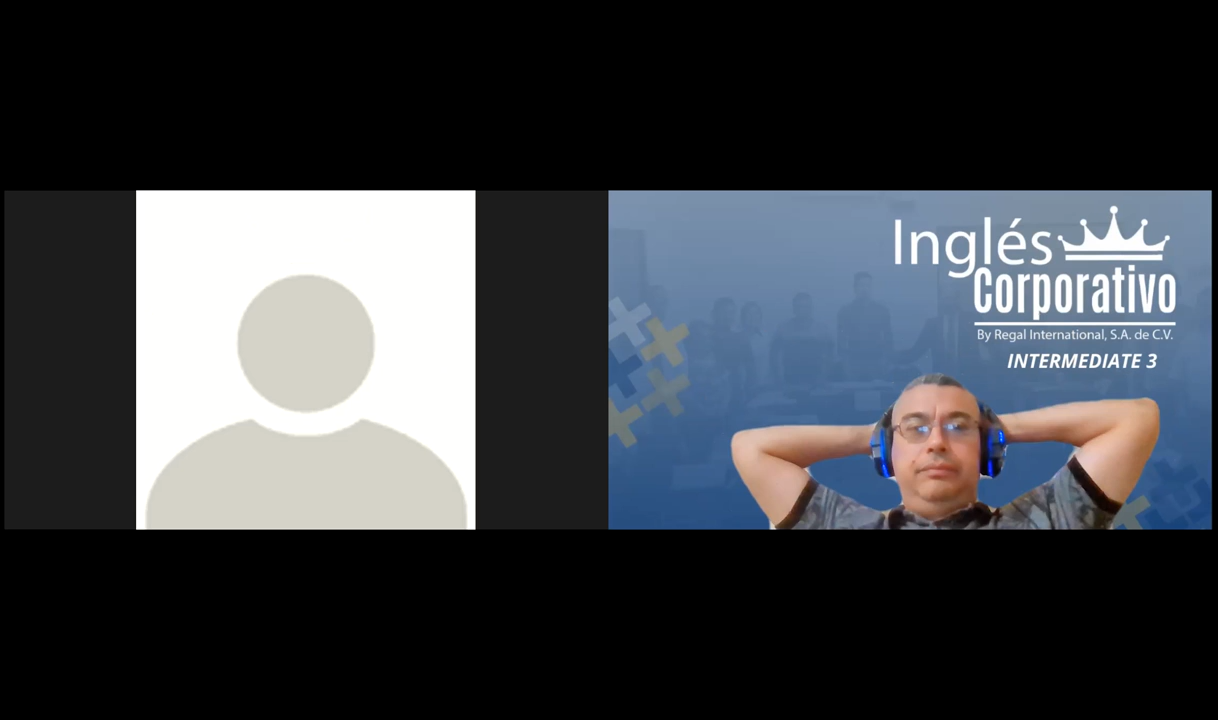 Inglés
Corporativo
By Regal International, S.A. de C.V.
INTERMEDIATE 3